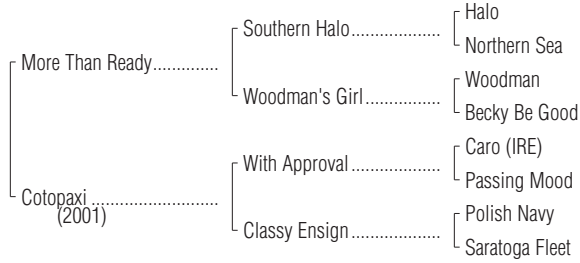 Halo
Southern Halo....................
Northern Sea
More Than Ready..............
Woodman
Woodman's Girl.................
Becky Be Good
Caro (IRE)
With Approval.....................
Passing Mood
Cotopaxi ...........................
(2001)
Polish Navy
Classy Ensign....................
Saratoga Fleet